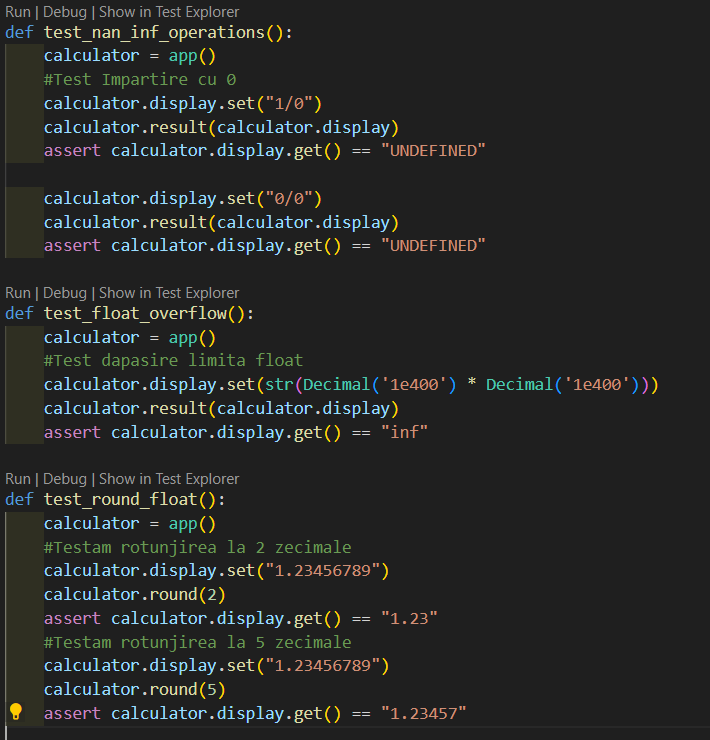 Run | Debug | Show in Test Explorer
def test_nan_inf_operations():
    calculator = app()
    #Test Impartire cu 0
    calculator.display.set("1/0")
    calculator.result(calculator.display)
    assert calculator.display.get() == "UNDEFINED"

    calculator.display.set("0/0")
    calculator.result(calculator.display)
    assert calculator.display.get() == "UNDEFINED"

Run | Debug | Show in Test Explorer
def test_float_overflow():
    calculator = app()
    #Test dapasire limita float
    calculator.display.set(str(Decimal('1e400') * Decimal('1e400')))
    calculator.result(calculator.display)
    assert calculator.display.get() == "inf"

Run | Debug | Show in Test Explorer
def test_round_float():
    calculator = app()
    #Testam rotunjirea la 2 zecimale
    calculator.display.set("1.23456789")
    calculator.round(2)
    assert calculator.display.get() == "1.23"
    #Testam rotunjirea la 5 zecimale
    calculator.display.set("1.23456789")
    calculator.round(5)
    assert calculator.display.get() == "1.23457"